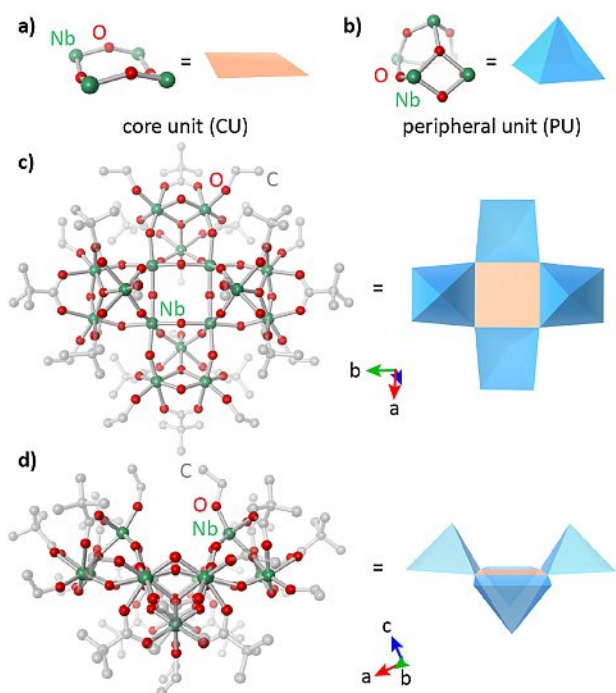 a)
Nb
O
=
core unit (CU)
b)
O
Nb
=
peripheral unit (PU)
c)
O
C
Nb
=
b
a
d)
C
O
Nb
=
c
a
b